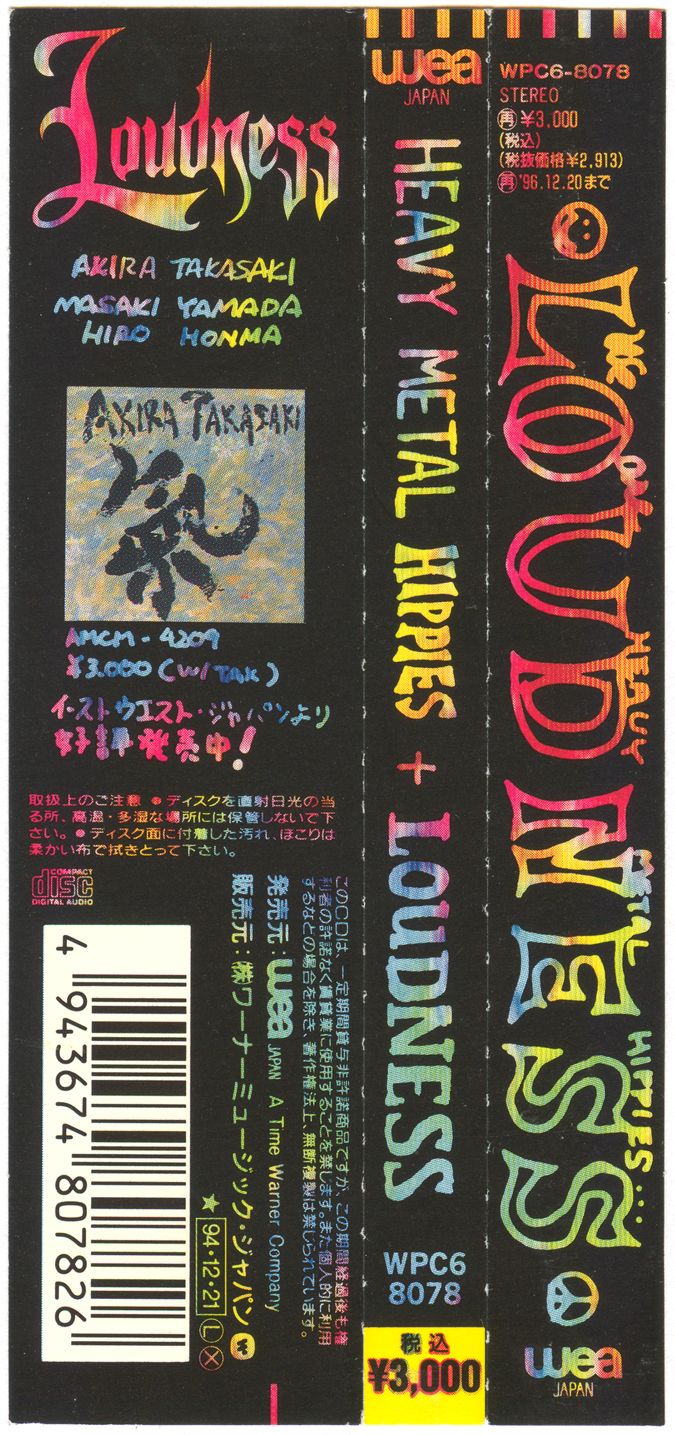 Loudness
AKIRA TAKASAKI
MASAKI YAMADA
HIRO HONMA
AKIRA TAKASAKI
氣
AMCM-4209
¥3.000 (W/TAX)
イーストウエスト・ジャパンより
取扱上のご注意 ●ディスクを直射日光の当
る所、高温・多湿な場所には保管しないで下
さい。●ディスク面に付着した汚れ、ほこりは
柔かい布で拭きとって下さい。
COMPACT
disc
DIGITAL AUDIO
このCDは、一定期間貸与非許諾商品ですが、この期間経過後も権
利者の許諾なく賃貸業に使用することを禁じます。また個人的に利用
するなどの場合を除き、著作権法上、無断複製は禁じられています。
発売元：wea JAPAN A Time Warner Company
販売元：㈱ワーナーミュージック・ジャパン W
★ 94・12・21 Ⓛ Ⓧ
4 943674 807826
wea
JAPAN
HEAVY METAL HIPPIES + LOUDNESS
WPC6
8078
税込
¥3,000
WPC6-8078
STEREO
㊢¥3,000
(税込)
(税抜価格¥2,913)
㊢'96.12.20まで
LOUDNESS
We are HEAVY METAL HIPPIES...
wea
JAPAN